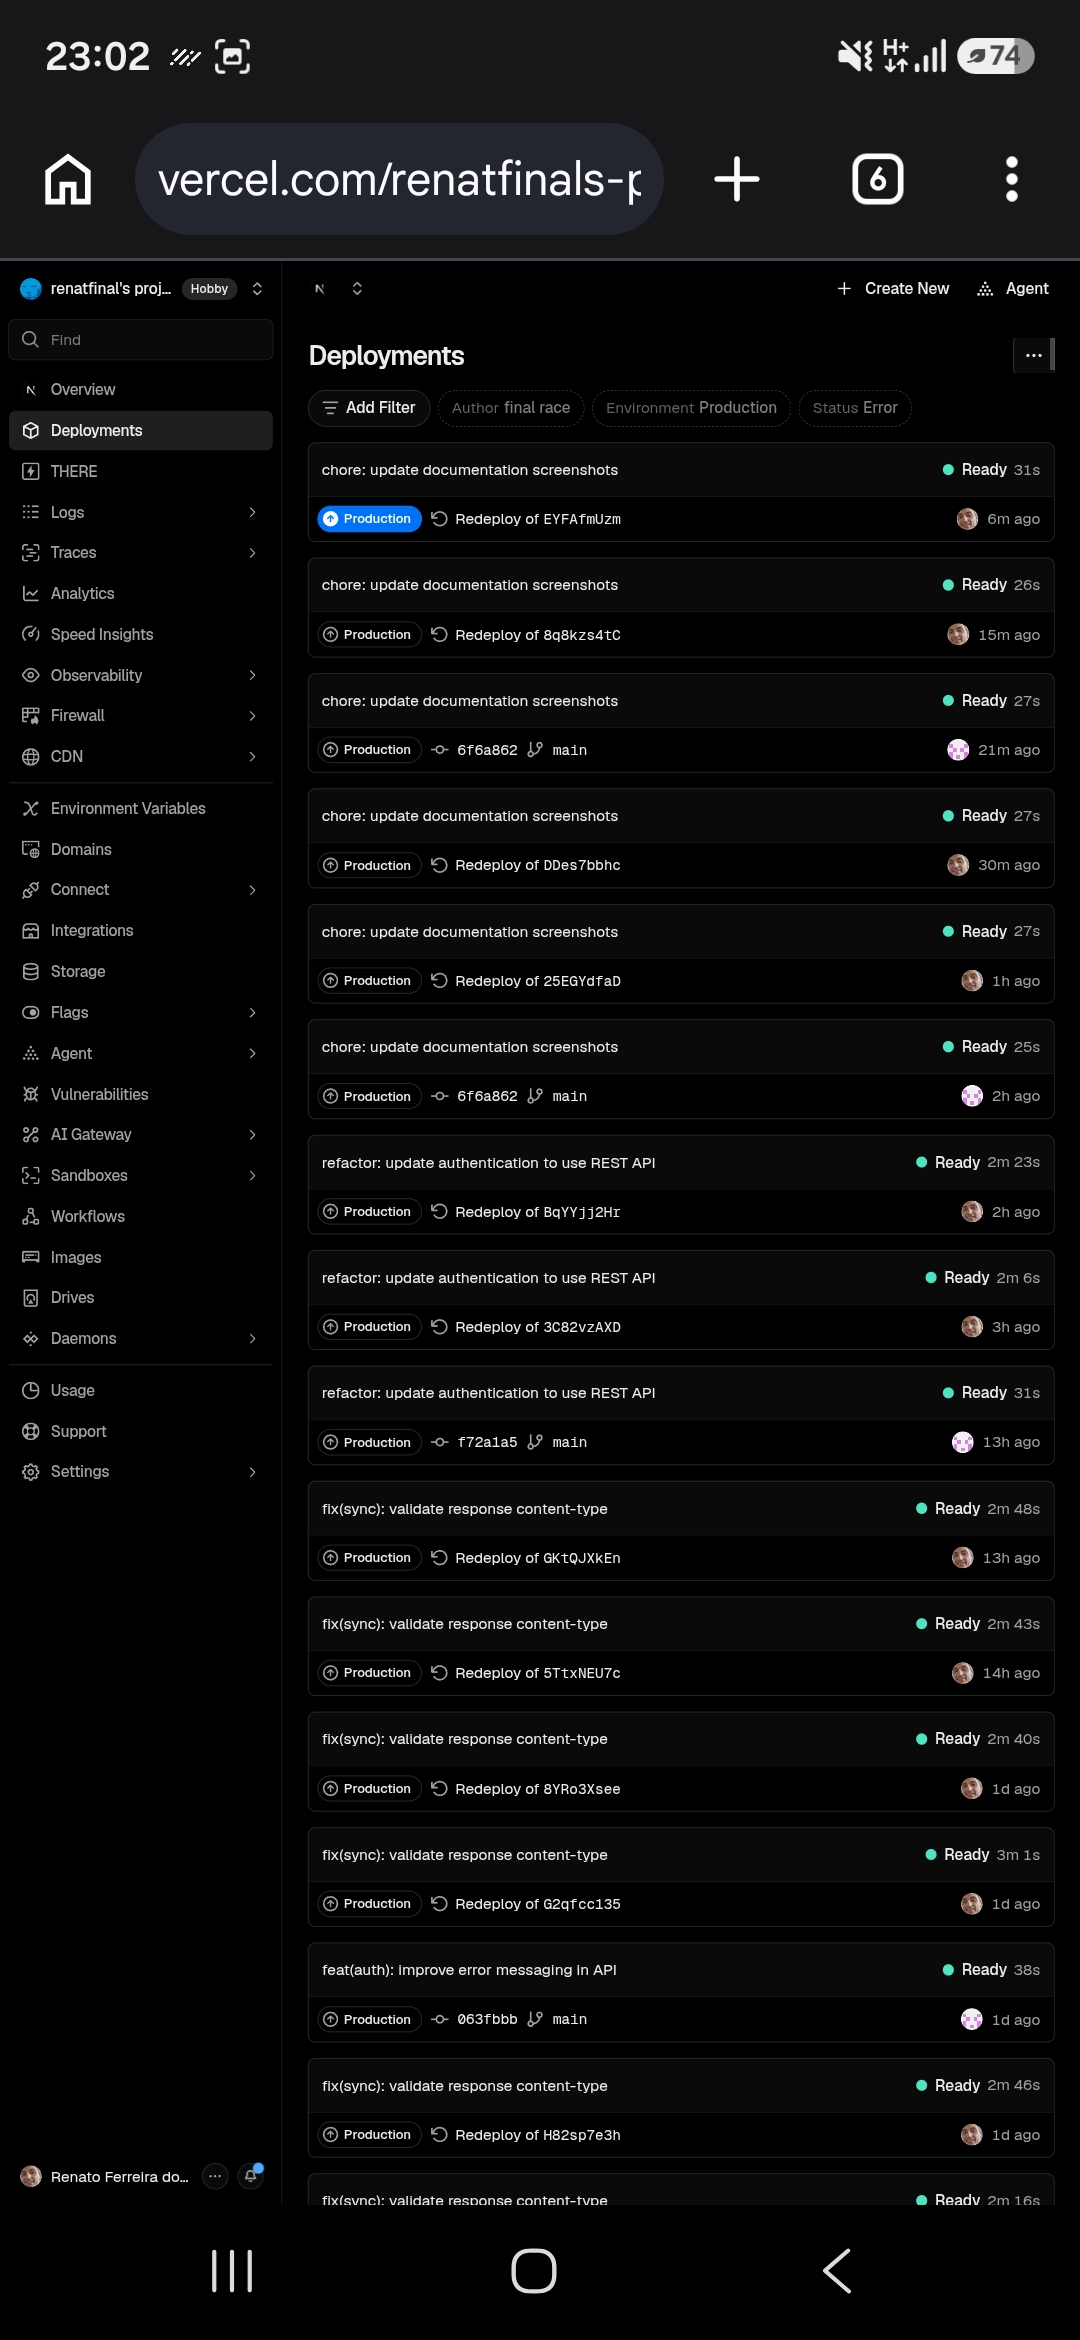 23:02
H+
74
vercel.com/renatfinals-p
6
renatfinal's proj...
Hobby
Find
Overview
Deployments
THERE
Logs
Traces
Analytics
Speed Insights
Observability
Firewall
CDN
Environment Variables
Domains
Connect
Integrations
Storage
Flags
Agent
Vulnerabilities
AI Gateway
Sandboxes
Workflows
Images
Drives
Daemons
Usage
Support
Settings
Renato Ferreira do...
Create New
Agent
Deployments
Add Filter
Author final race
Environment Production
Status Error
chore: update documentation screenshots Ready 31s
Production Redeploy of EYFAfmUzm 6m ago
chore: update documentation screenshots Ready 26s
Production Redeploy of 8q8kzs4tC 15m ago
chore: update documentation screenshots Ready 27s
Production 6f6a862 main 21m ago
chore: update documentation screenshots Ready 27s
Production Redeploy of DDes7bbhc 30m ago
chore: update documentation screenshots Ready 27s
Production Redeploy of 25EGYdfaD 1h ago
chore: update documentation screenshots Ready 25s
Production 6f6a862 main 2h ago
refactor: update authentication to use REST API Ready 2m 23s
Production Redeploy of BqYYjj2Hr 2h ago
refactor: update authentication to use REST API Ready 2m 6s
Production Redeploy of 3C82vzAXD 3h ago
refactor: update authentication to use REST API Ready 31s
Production f72a1a5 main 13h ago
fix(sync): validate response content-type Ready 2m 48s
Production Redeploy of GKtQJXkEn 13h ago
fix(sync): validate response content-type Ready 2m 43s
Production Redeploy of 5TtxNEU7c 14h ago
fix(sync): validate response content-type Ready 2m 40s
Production Redeploy of 8YRo3Xsee 1d ago
fix(sync): validate response content-type Ready 3m 1s
Production Redeploy of G2qfcc135 1d ago
feat(auth): improve error messaging in API Ready 38s
Production 063fbbb main 1d ago
fix(sync): validate response content-type Ready 2m 46s
Production Redeploy of H82sp7e3h 1d ago
fix(sync): validate response content-type Ready 2m 16s